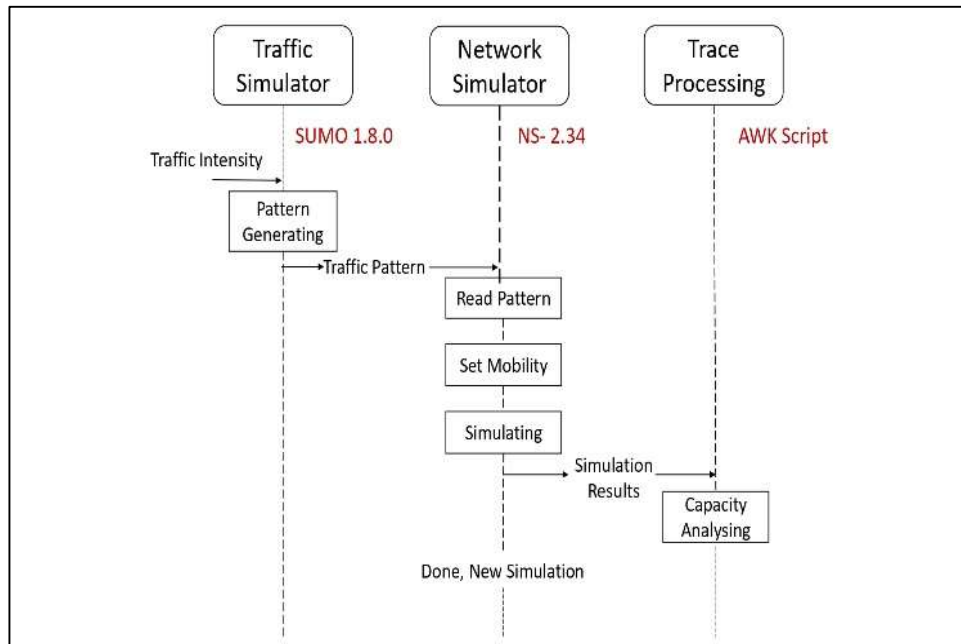 Traffic
Simulator
Network
Simulator
Trace
Processing
SUMO 1.8.0
NS- 2.34
AWK Script
Traffic Intensity
Pattern
Generating
Traffic Pattern
Read Pattern
Set Mobility
Simulating
Simulation
Results
Capacity
Analysing
Done, New Simulation